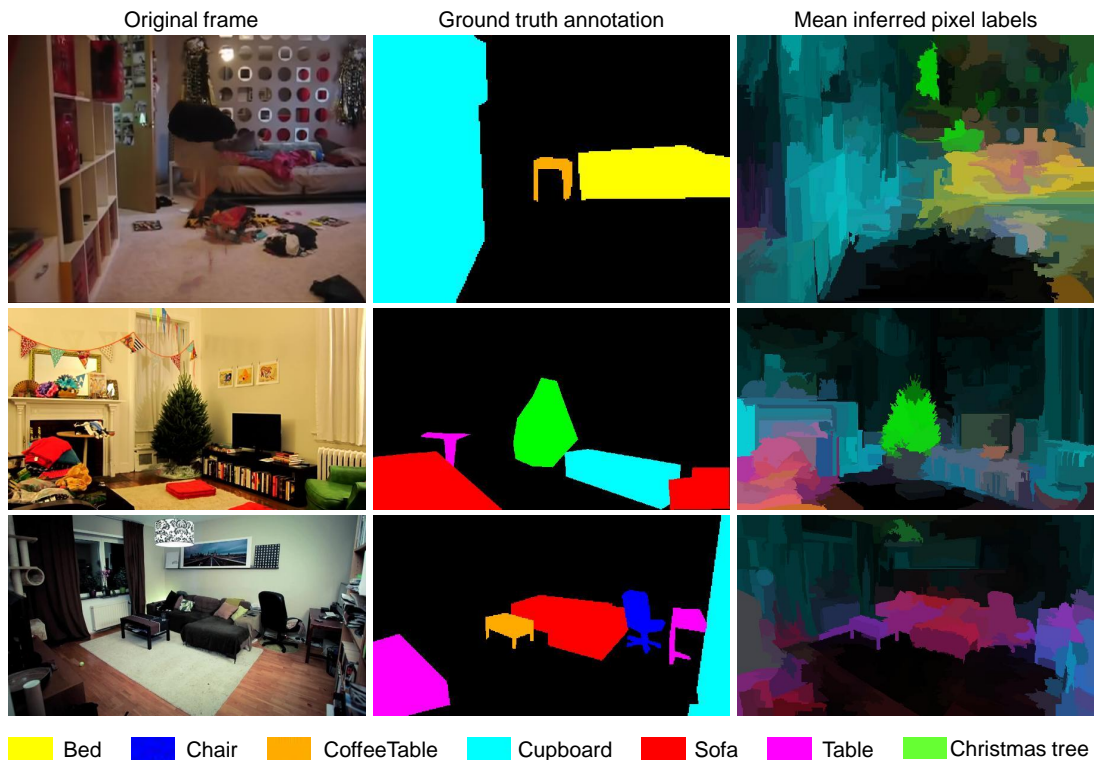 Original frame
Ground truth annotation
Mean inferred pixel labels
Bed
Chair
CoffeeTable
Cupboard
Sofa
Table
Christmas tree